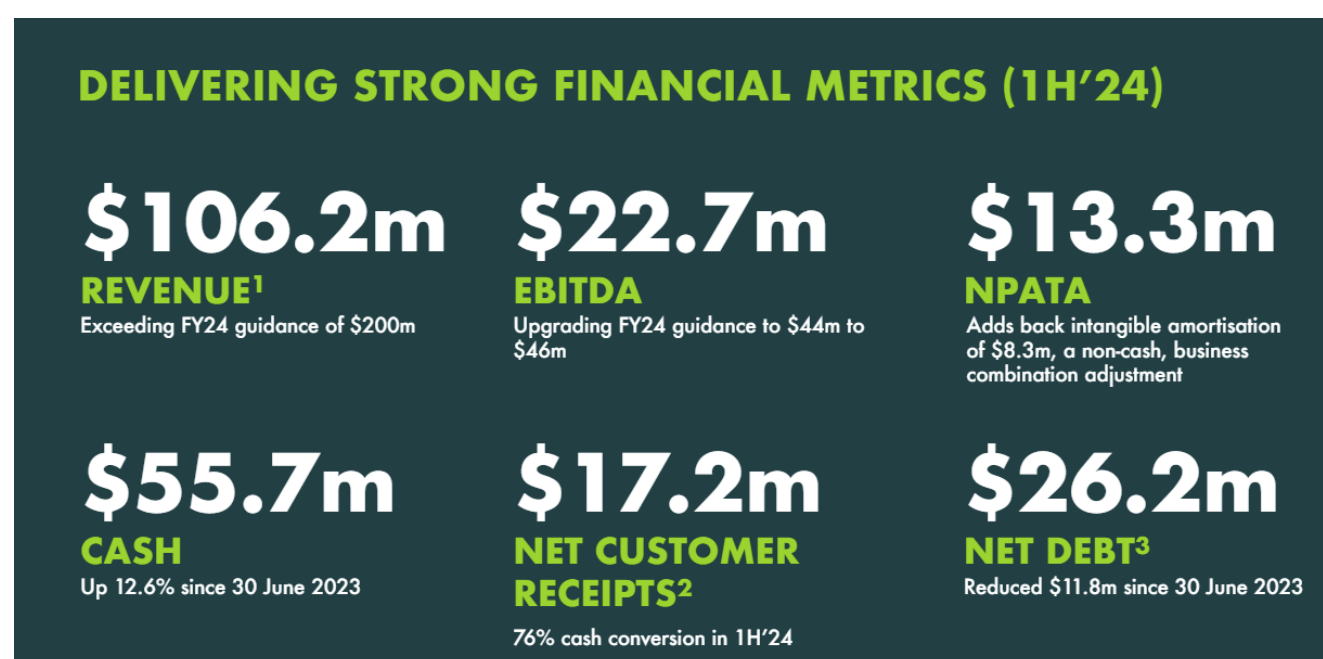 DELIVERING STRONG FINANCIAL METRICS (1H’24)
$106.2m
REVENUE¹
Exceeding FY24 guidance of $200m
$22.7m
EBITDA
Upgrading FY24 guidance to $44m to
$46m
$13.3m
NPATA
Adds back intangible amortisation
of $8.3m, a non-cash, business
combination adjustment
$55.7m
CASH
Up 12.6% since 30 June 2023
$17.2m
NET CUSTOMER
RECEIPTS²
76% cash conversion in 1H’24
$26.2m
NET DEBT³
Reduced $11.8m since 30 June 2023